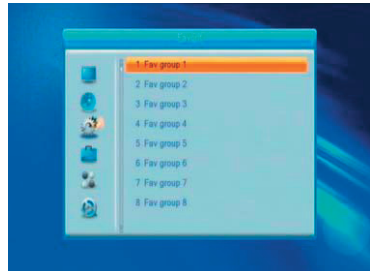 1 Fav group 1
2 Fav group 2
3 Fav group 3
4 Fav group 4
5 Fav group 5
6 Fav group 6
7 Fav group 7
8 Fav group 8